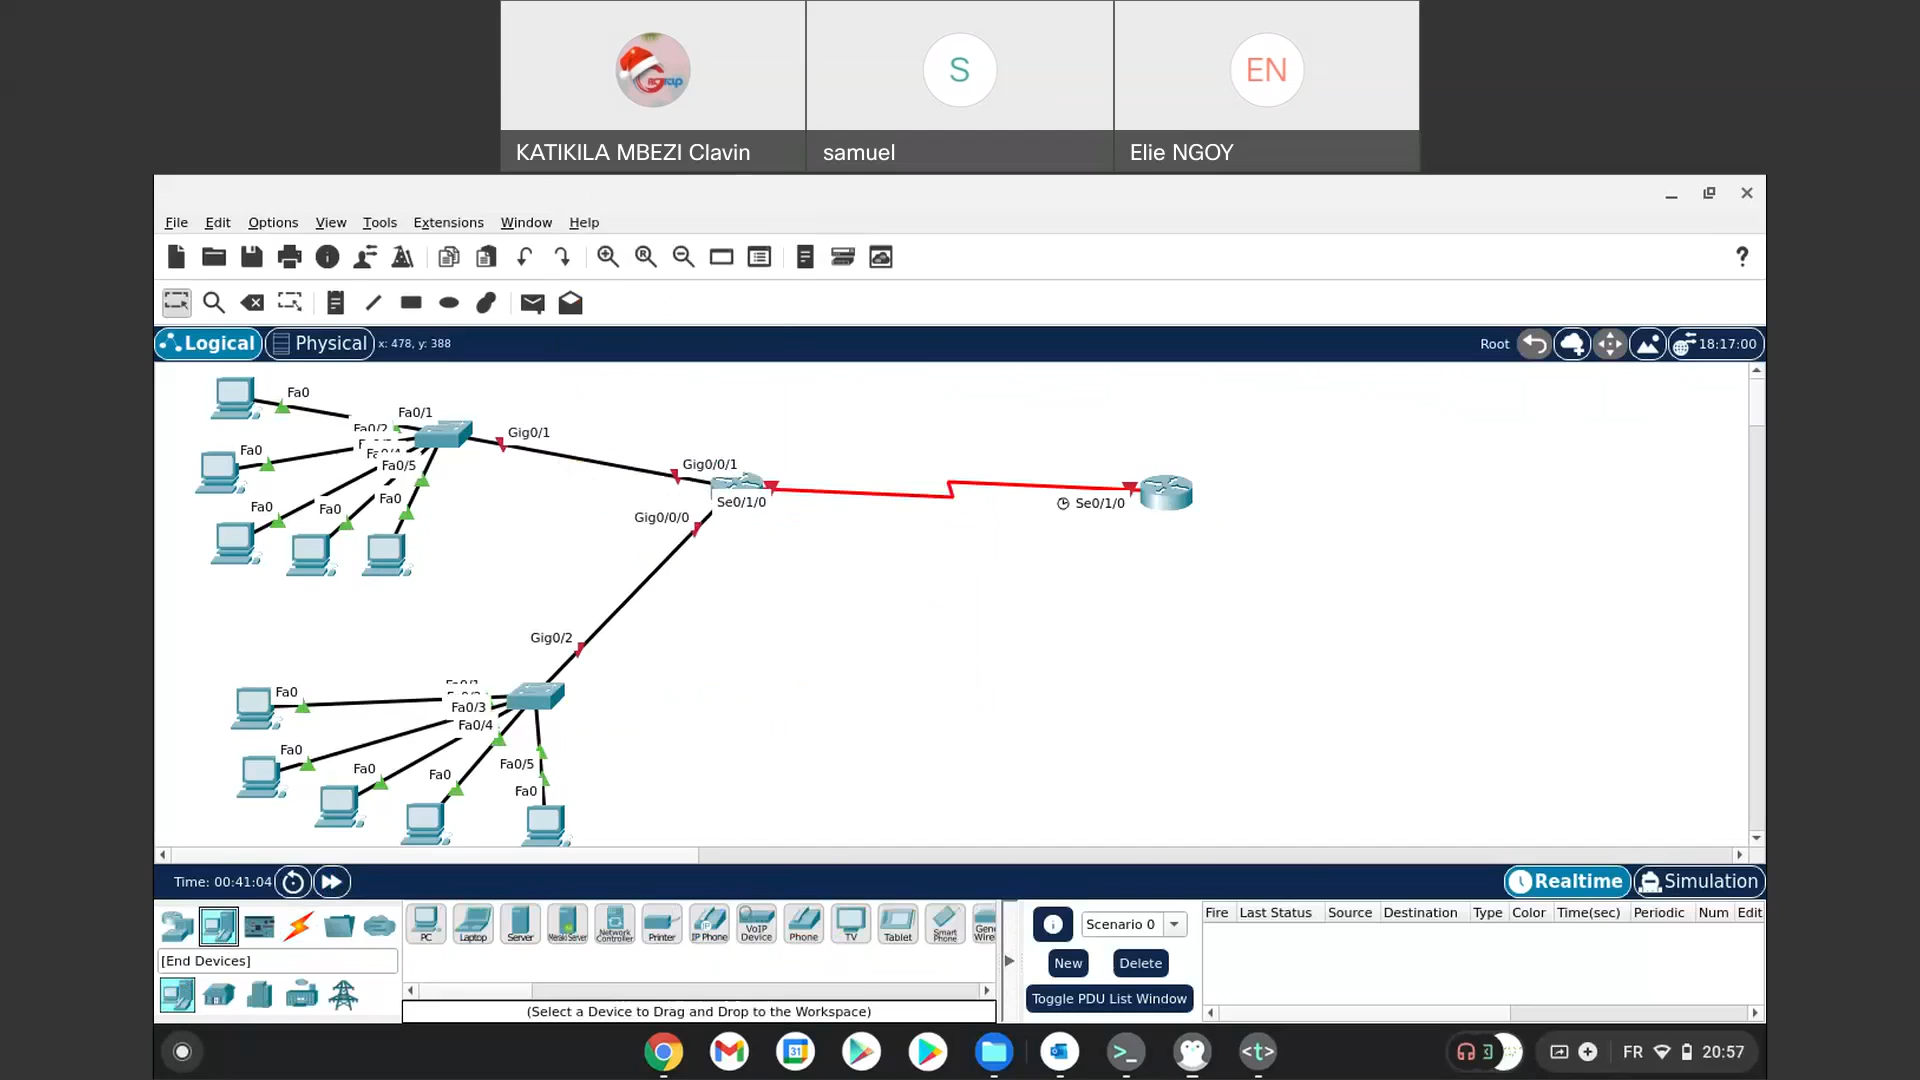 S
EN
KATIKILA MBEZI Clavin
samuel
Elie NGOY
File Edit Options View Tools Extensions Window Help
?
Logical Physical x: 478, y: 388
Root 18:17:00
Fa0
Fa0/1
Fa0/2
Gig0/1
Fa0
Fa0/5
Gig0/0/1
Fa0
Fa0
Fa0
Se0/1/0
Se0/1/0
Gig0/0/0
Gig0/2
Fa0
Fa0/3
Fa0/4
Fa0
Fa0
Fa0
Fa0/5
Fa0
Time: 00:41:04
Realtime Simulation
PC Laptop Server Meraki Server Network Controller Printer IP Phone VoIP Device Phone TV Tablet Smart Phone
[End Devices]
(Select a Device to Drag and Drop to the Workspace)
Scenario 0
New Delete
Toggle PDU List Window
Fire Last Status Source Destination Type Color Time(sec) Periodic Num Edit
31
FR 20:57